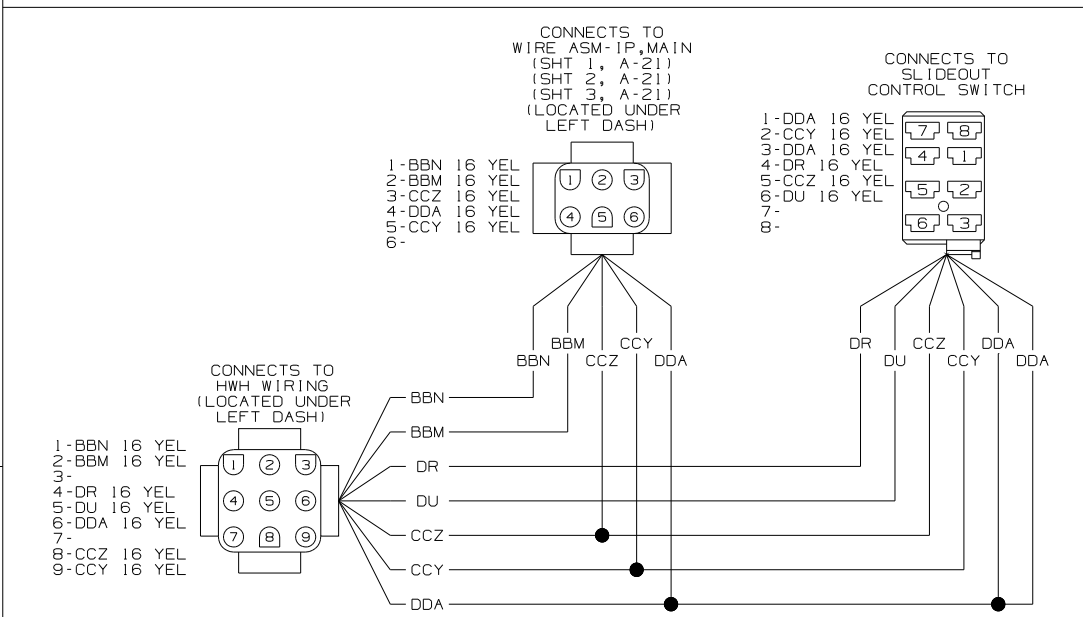 CONNECTS TO
WIRE ASM-IP,MAIN
(SHT 1, A-21)
(SHT 2, A-21)
(SHT 3, A-21)
(LOCATED UNDER
LEFT DASH)
1-BBN 16 YEL
2-BBM 16 YEL
3-CCZ 16 YEL
4-DDA 16 YEL
5-CCY 16 YEL
6-
1 2 3
4 5 6
CONNECTS TO
SLIDEOUT
CONTROL SWITCH
1-DDA 16 YEL
2-CCY 16 YEL
3-DDA 16 YEL
4-DR 16 YEL
5-CCZ 16 YEL
6-DU 16 YEL
7-
8-
7 8
4 1
5 2
6 3
BBN BBM CCZ CCY DDA
DR DU CCZ CCY DDA DDA
CONNECTS TO
HWH WIRING
(LOCATED UNDER
LEFT DASH)
1-BBN 16 YEL
2-BBM 16 YEL
3-
4-DR 16 YEL
5-DU 16 YEL
6-DDA 16 YEL
7-
8-CCZ 16 YEL
9-CCY 16 YEL
1 2 3
4 5 6
7 8 9
BBN
BBM
DR
DU
CCZ
CCY
DDA